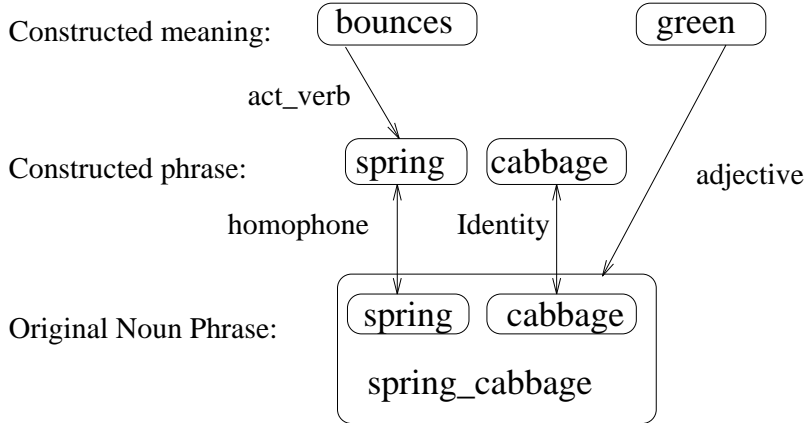 Constructed meaning: bounces green
act_verb
Constructed phrase: spring cabbage adjective
homophone Identity
Original Noun Phrase: spring cabbage
spring_cabbage